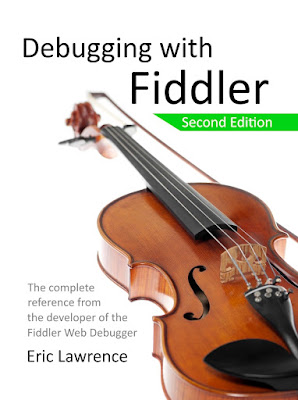 Debugging with
Fiddler
Second Edition
The complete
reference from
the developer of the
Fiddler Web Debugger
Eric Lawrence